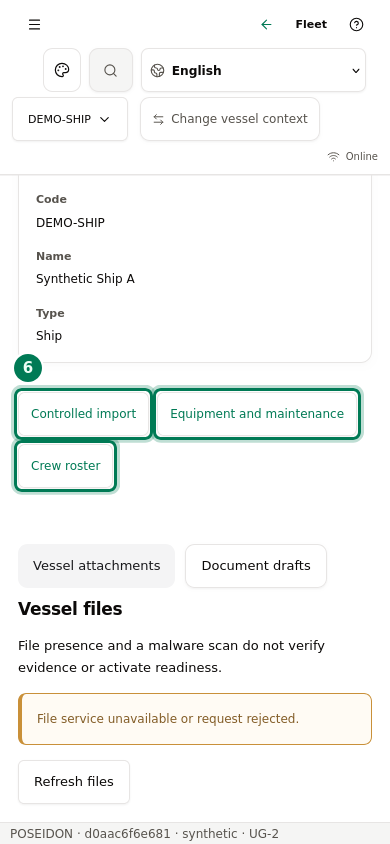 Fleet
English
DEMO-SHIP
Change vessel context
Online
Code
DEMO-SHIP
Name
Synthetic Ship A
Type
Ship
6
Controlled import
Equipment and maintenance
Crew roster
Vessel attachments
Document drafts
Vessel files
File presence and a malware scan do not verify
evidence or activate readiness.
File service unavailable or request rejected.
Refresh files
POSEIDON · d0aac6f6e681 · synthetic · UG-2